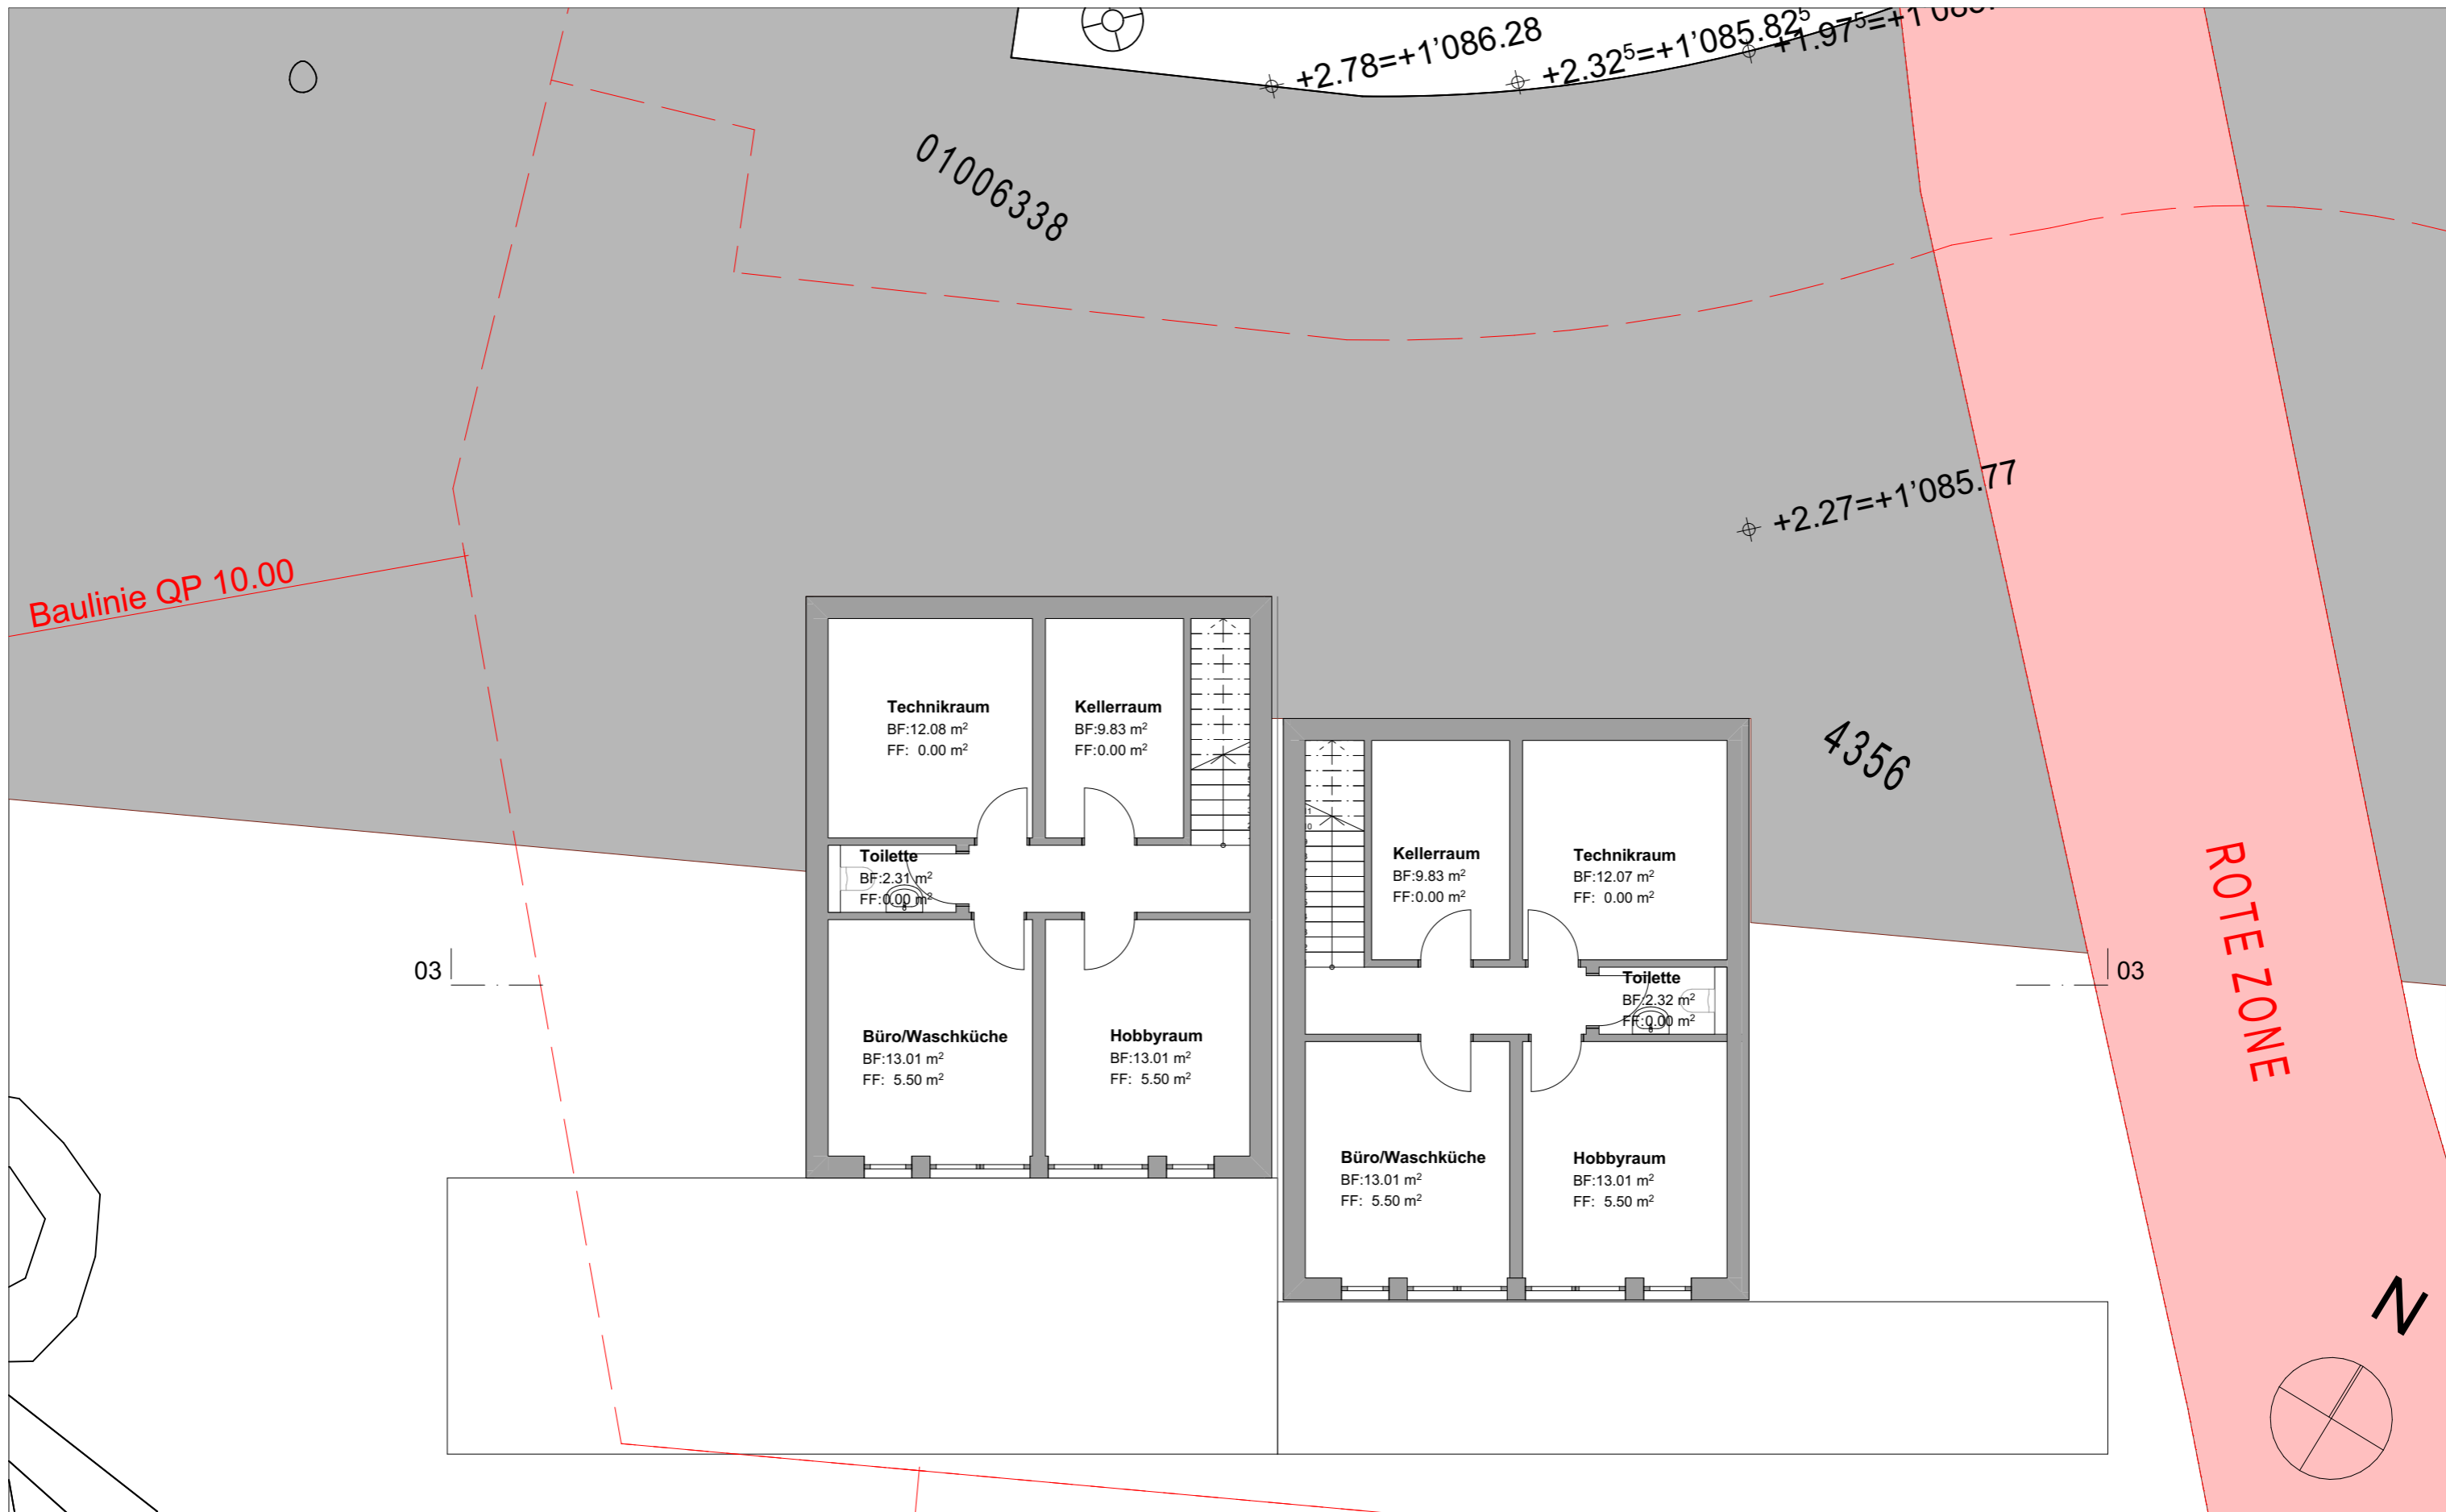 +2.78=+1’086.28
+2.32⁵=+1’085.82⁵
01006338
+2.27=+1’085.77
Baulinie QP 10.00
Technikraum
BF:12.08 m²
FF: 0.00 m²
Kellerraum
BF:9.83 m²
FF:0.00 m²
4356
Toilette
BF:2.31 m²
FF:0.00 m²
Kellerraum
BF:9.83 m²
FF:0.00 m²
Technikraum
BF:12.07 m²
FF: 0.00 m²
ROTE ZONE
03
03
Toilette
BF:2.32 m²
FF:0.00 m²
Büro/Waschküche
BF:13.01 m²
FF: 5.50 m²
Hobbyraum
BF:13.01 m²
FF: 5.50 m²
Büro/Waschküche
BF:13.01 m²
FF: 5.50 m²
Hobbyraum
BF:13.01 m²
FF: 5.50 m²
N